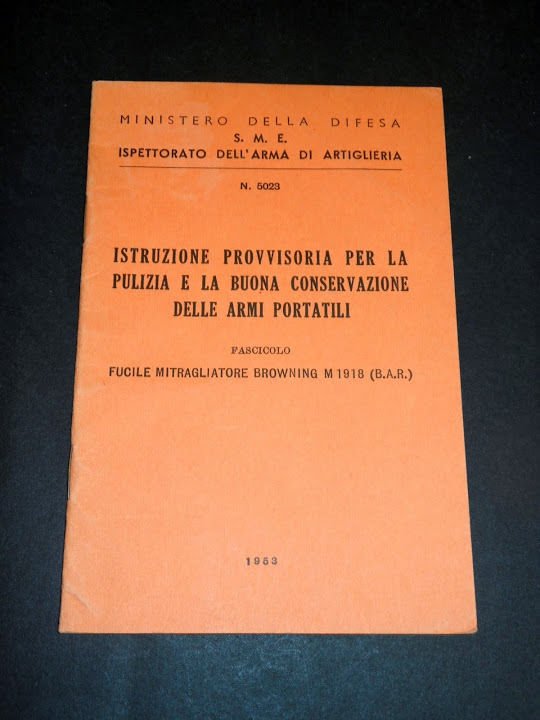 MINISTERO DELLA DIFESA
S. M. E.
ISPETTORATO DELL'ARMA DI ARTIGLIERIA
N. 5023
ISTRUZIONE PROVVISORIA PER LA
PULIZIA E LA BUONA CONSERVAZIONE
DELLE ARMI PORTATILI
FASCICOLO
FUCILE MITRAGLIATORE BROWNING M 1918 (B.A.R.)
1953